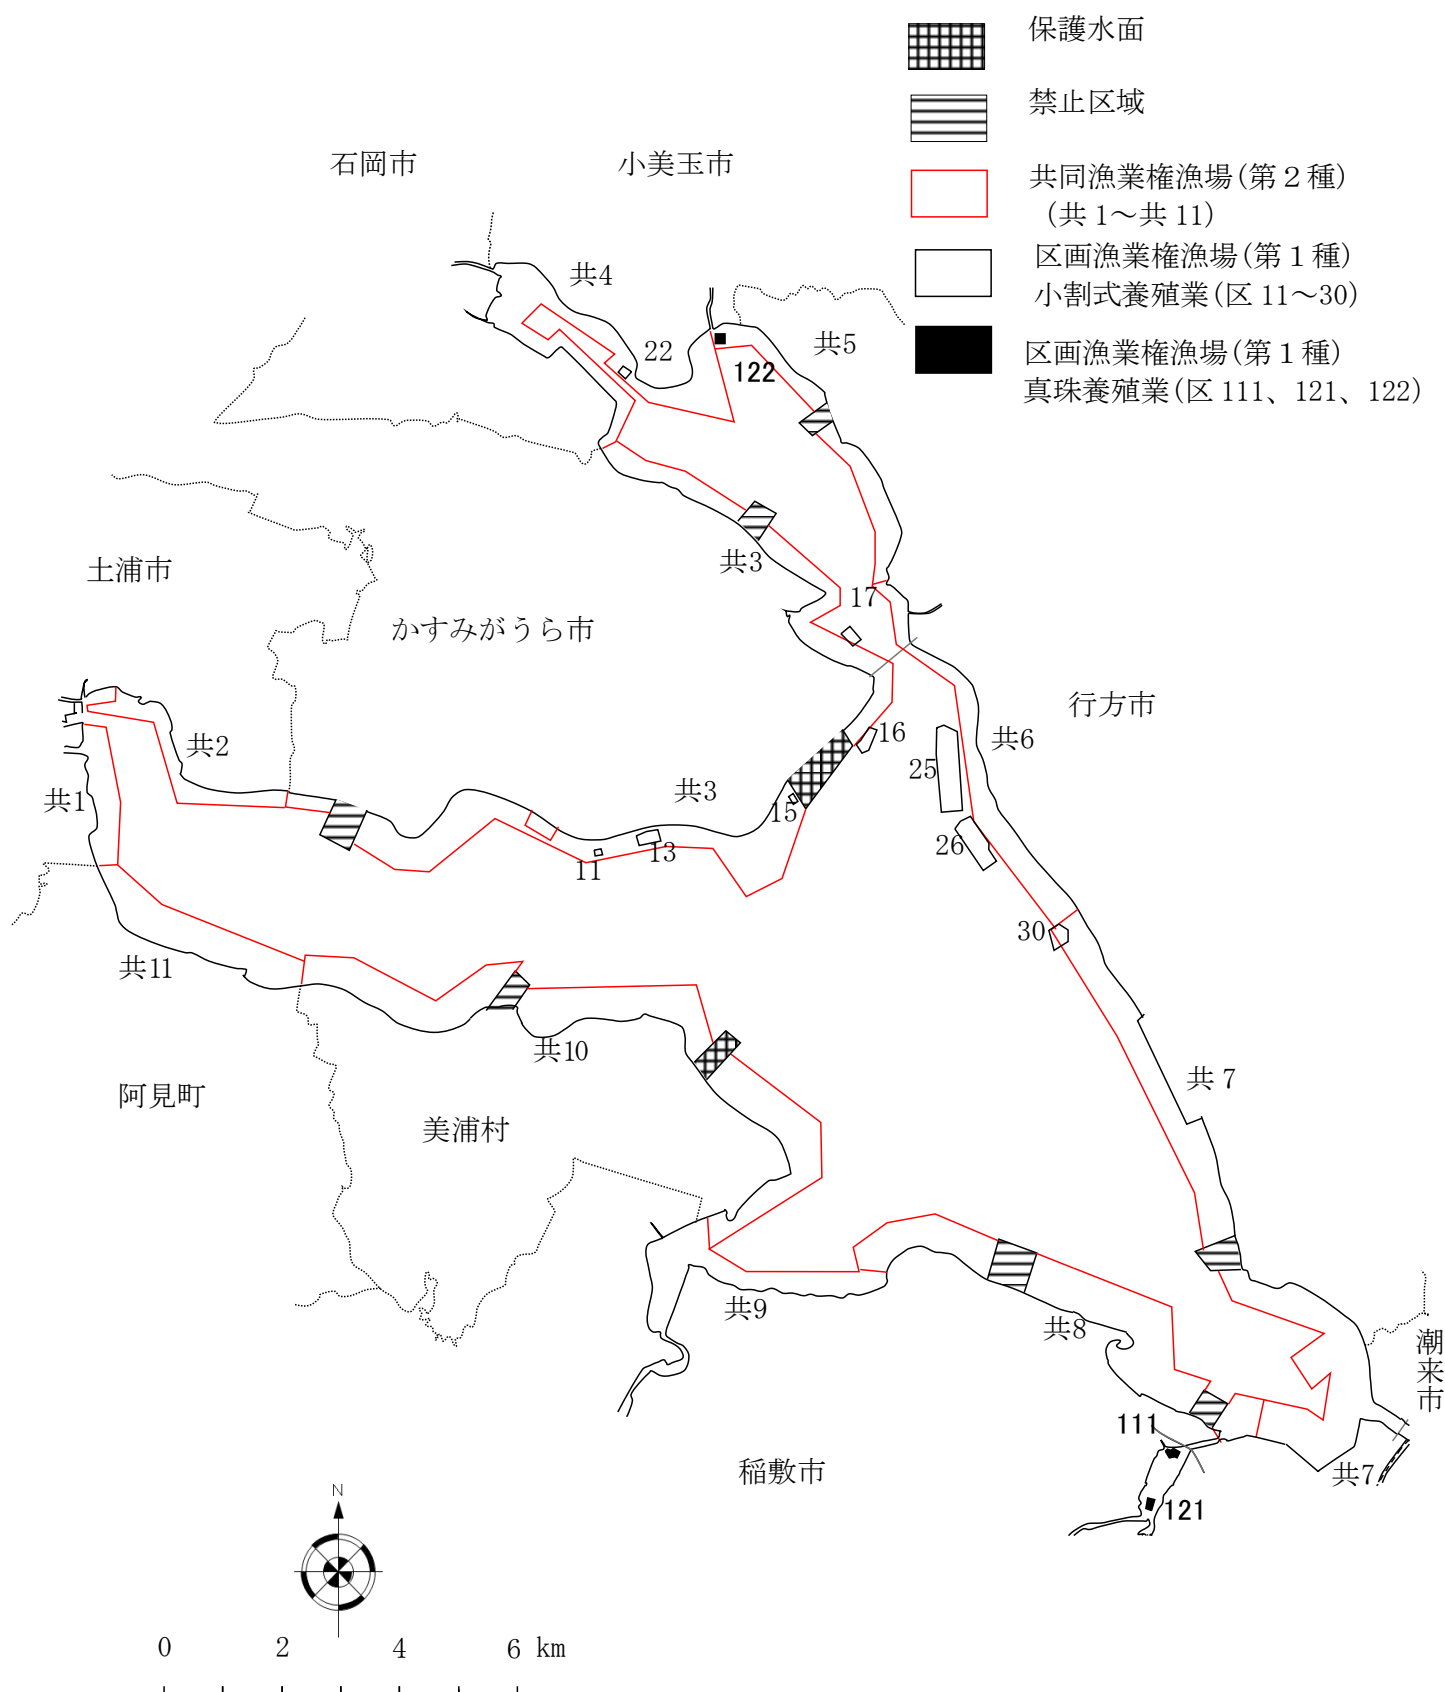 保護水面
禁止区域
石岡市
小美玉市
共同漁業権漁場(第２種)
(共 1～共 11)
区画漁業権漁場(第１種)
小割式養殖業(区 11～30)
区画漁業権漁場(第１種)
真珠養殖業(区 111、121、122)
共4
22
122
共5
共3
土浦市
かすみがうら市
17
行方市
共2
16
共6
25
共1
共3
15
26
11
13
30
共11
共10
共 7
阿見町
美浦村
共9
共8
潮来市
111
稲敷市
共7
121
N
0 2 4 6 km